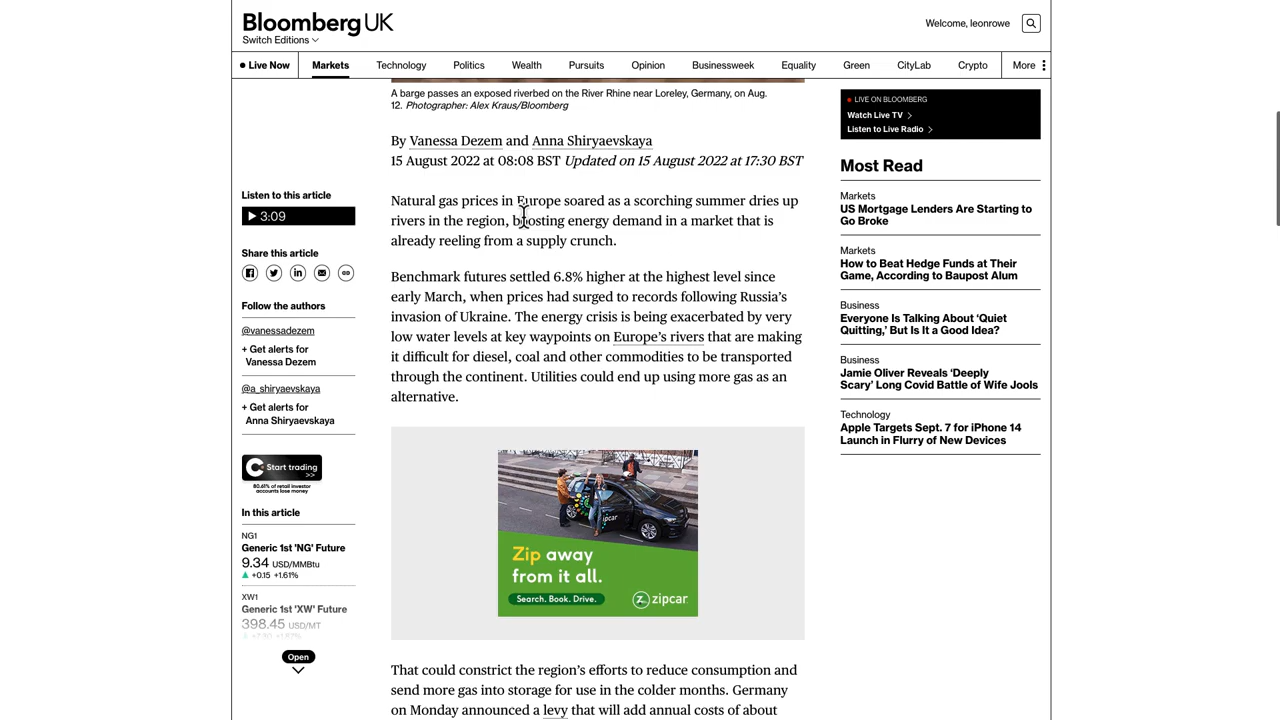 Bloomberg UK
Switch Editions
Welcome, leonrowe
Live Now
Markets
Technology
Politics
Wealth
Pursuits
Opinion
Businessweek
Equality
Green
CityLab
Crypto
More
A barge passes an exposed riverbed on the River Rhine near Loreley, Germany, on Aug.
12. Photographer: Alex Kraus/Bloomberg
By Vanessa Dezem and Anna Shiryaevskaya
15 August 2022 at 08:08 BST Updated on 15 August 2022 at 17:30 BST
Listen to this article
3:09
Share this article
Follow the authors
@vanessadezem
+ Get alerts for
Vanessa Dezem
@a_shiryaevskaya
+ Get alerts for
Anna Shiryaevskaya
Start trading
>>
80.61% of retail investor
accounts lose money
In this article
NG1
Generic 1st 'NG' Future
9.34 USD/MMBtu
+0.15 +1.61%
XW1
Generic 1st 'XW' Future
398.45 USD/MT
+7.30 +1.87%
Open
Natural gas prices in Europe soared as a scorching summer dries up
rivers in the region, boosting energy demand in a market that is
already reeling from a supply crunch.
Benchmark futures settled 6.8% higher at the highest level since
early March, when prices had surged to records following Russia's
invasion of Ukraine. The energy crisis is being exacerbated by very
low water levels at key waypoints on Europe's rivers that are making
it difficult for diesel, coal and other commodities to be transported
through the continent. Utilities could end up using more gas as an
alternative.
ipcar
Zip away
from it all.
Search. Book. Drive.
zipcar
That could constrict the region's efforts to reduce consumption and
send more gas into storage for use in the colder months. Germany
on Monday announced a levy that will add annual costs of about
LIVE ON BLOOMBERG
Watch Live TV
Listen to Live Radio
Most Read
Markets
US Mortgage Lenders Are Starting to
Go Broke
Markets
How to Beat Hedge Funds at Their
Game, According to Baupost Alum
Business
Everyone Is Talking About ‘Quiet
Quitting,’ But Is It a Good Idea?
Business
Jamie Oliver Reveals ‘Deeply
Scary’ Long Covid Battle of Wife Jools
Technology
Apple Targets Sept. 7 for iPhone 14
Launch in Flurry of New Devices